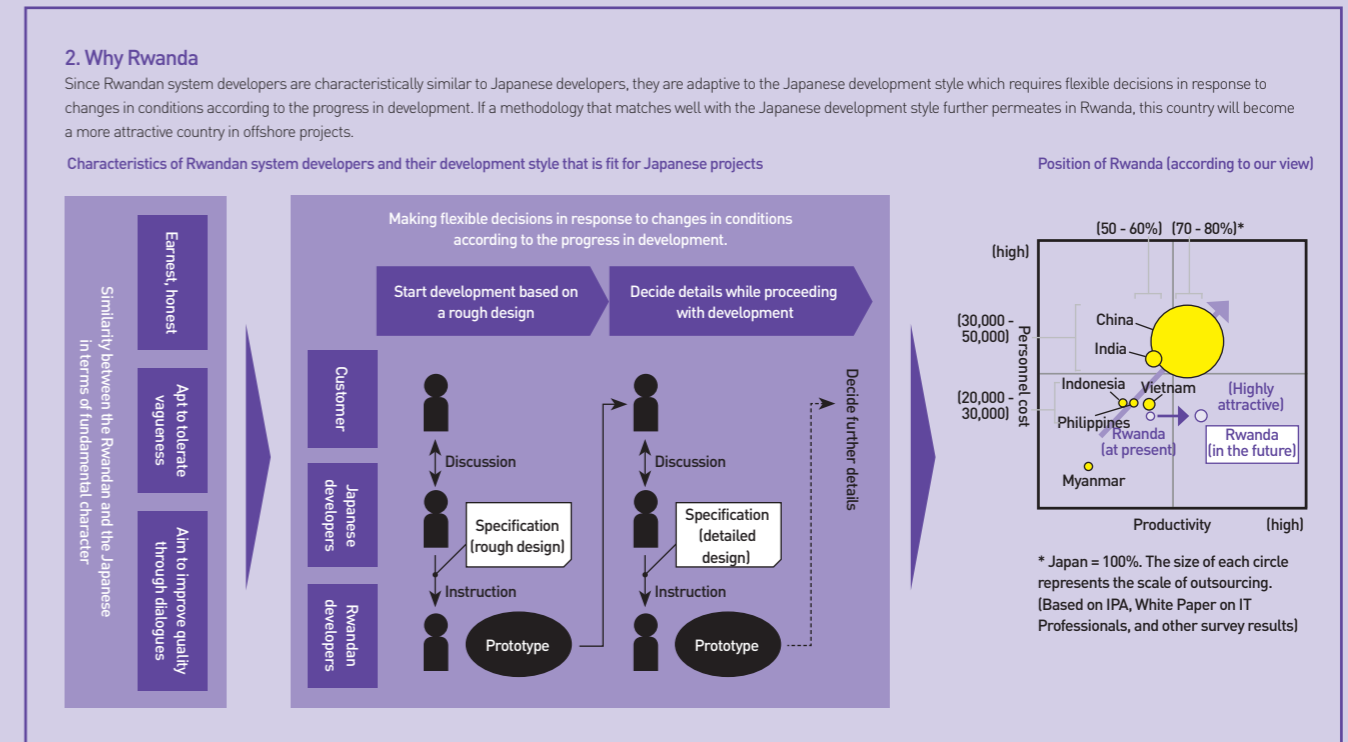 2. Why Rwanda
Since Rwandan system developers are characteristically similar to Japanese developers, they are adaptive to the Japanese development style which requires flexible decisions in response to
changes in conditions according to the progress in development. If a methodology that matches well with the Japanese development style further permeates in Rwanda, this country will become
a more attractive country in offshore projects.
Characteristics of Rwandan system developers and their development style that is fit for Japanese projects
Similarity between the Rwandan and the Japanese
in terms of fundamental character
Earnest, honest
Apt to tolerate
vagueness
Aim to improve quality
through dialogues
Making flexible decisions in response to changes in conditions
according to the progress in development.
Start development based on
a rough design
Decide details while proceeding
with development
Customer
Japanese
developers
Rwandan
developers
Discussion
Specification
(rough design)
Instruction
Prototype
Discussion
Specification
(detailed
design)
Instruction
Prototype
Decide further details
Position of Rwanda (according to our view)
(50 - 60%) (70 - 80%)*
(high)
(30,000 -
50,000)
(20,000 -
30,000)
Personnel cost
China
India
Indonesia
Vietnam
Philippines
(Highly
attractive)
Rwanda
(at present)
Rwanda
(in the future)
Myanmar
Productivity
(high)
* Japan = 100%. The size of each circle
represents the scale of outsourcing.
(Based on IPA, White Paper on IT
Professionals, and other survey results)